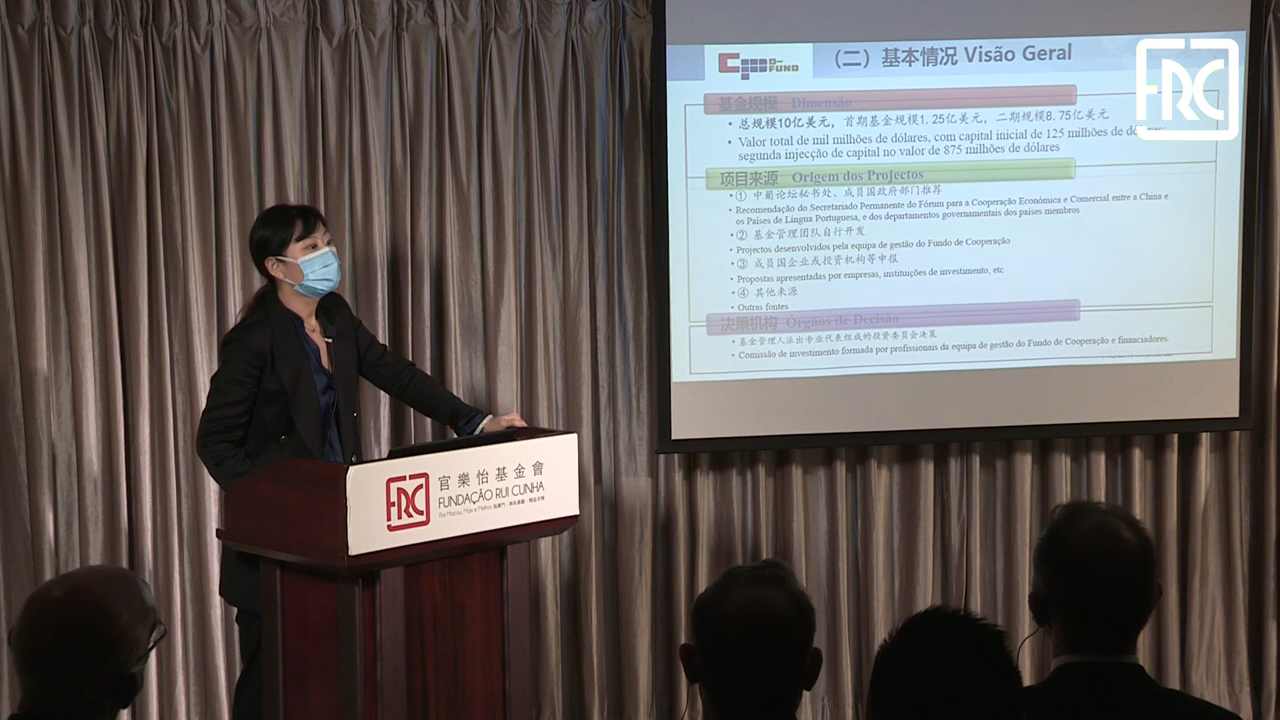 FRC
CPD-FUND
（二）基本情况 Visão Geral
基金规模 Dimensão
• 总规模10亿美元，首期基金规模1.25亿美元，二期规模8.75亿美元
• Valor total de mil milhões de dólares, com capital inicial de 125 milhões de dólares;
segunda injecção de capital no valor de 875 milhões de dólares
项目来源 Origem dos Projectos
• ① 中葡论坛秘书处、成员国政府部门推荐
• Recomendação do Secretariado Permanente do Fórum para a Cooperação Económica e Comercial entre a China e
os Países de Língua Portuguesa, e dos departamentos governamentais dos países membros
• ② 基金管理团队自行开发
• Projectos desenvolvidos pela equipa de gestão do Fundo de Cooperação
• ③ 成员国企业或投资机构等申报
• Propostas apresentadas por empresas, instituições de investimento, etc
• ④ 其他来源
• Outras fontes
决策机构 Órgãos de Decisão
• 基金管理人派出专业代表组成的投资委员会决策
• Comissão de investimento formada por profissionais da equipa de gestão do Fundo de Cooperação e financiadores.
FRC
官樂怡基金會
FUNDAÇÃO RUI CUNHA
Por Macau, Mais e Melhor